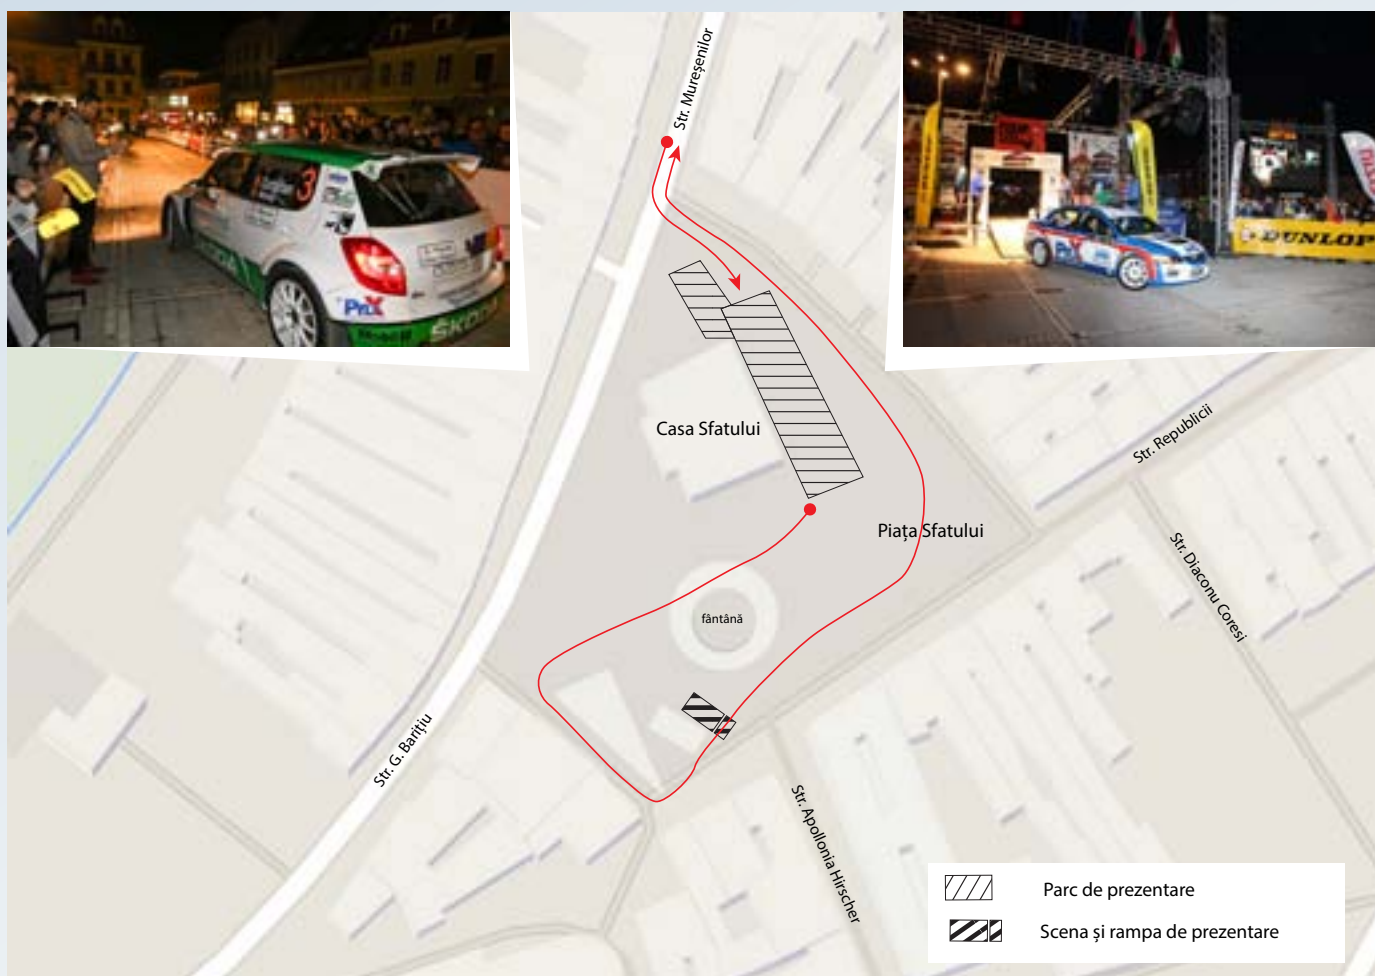 Str. Mureșenilor
3
PriX
ŠKODA
DUNLOP
Casa Sfatului
Str. Republicii
Piața Sfatului
Str. Diaconu Coresi
fântână
Str. G. Barițiu
Str. Apollonia Hirscher
Parc de prezentare
Scena și rampa de prezentare